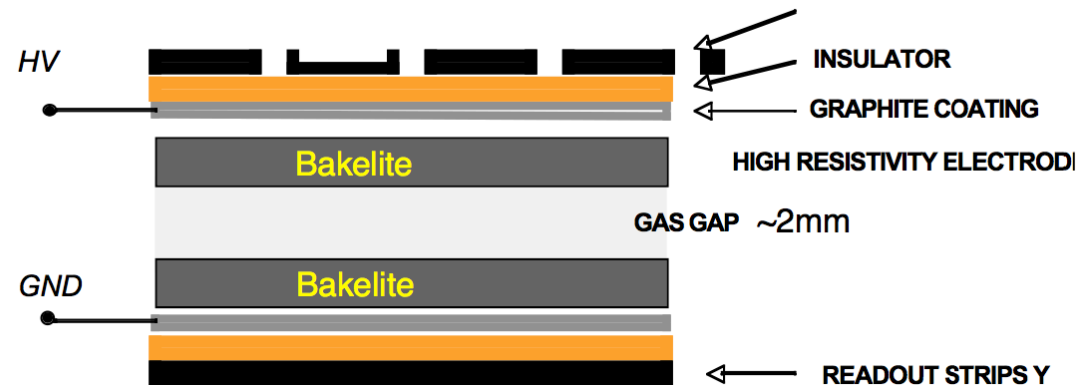 HV
INSULATOR
GRAPHITE COATING
Bakelite
HIGH RESISTIVITY ELECTROD
GAS GAP ~2mm
Bakelite
GND
READOUT STRIPS Y